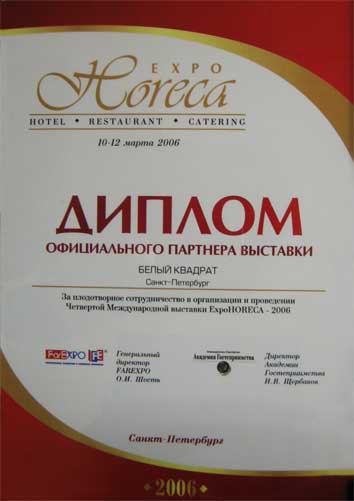 EXPO
Horeca
HOTEL • RESTAURANT • CATERING
10-12 марта 2006
ДИПЛОМ
ОФИЦИАЛЬНОГО ПАРТНЕРА ВЫСТАВКИ
БЕЛЫЙ КВАДРАТ
Санкт-Петербург
За плодотворное сотрудничество в организации и проведении
Четвертой Международной выставки ExpoHORECA - 2006
FAREXPO
Генеральный
директор
FAREXPO
О.И. Шость
Академия Гостеприимства
Директор
Академии
Гостеприимства
И.В. Щербаков
Санкт-Петербург
2006